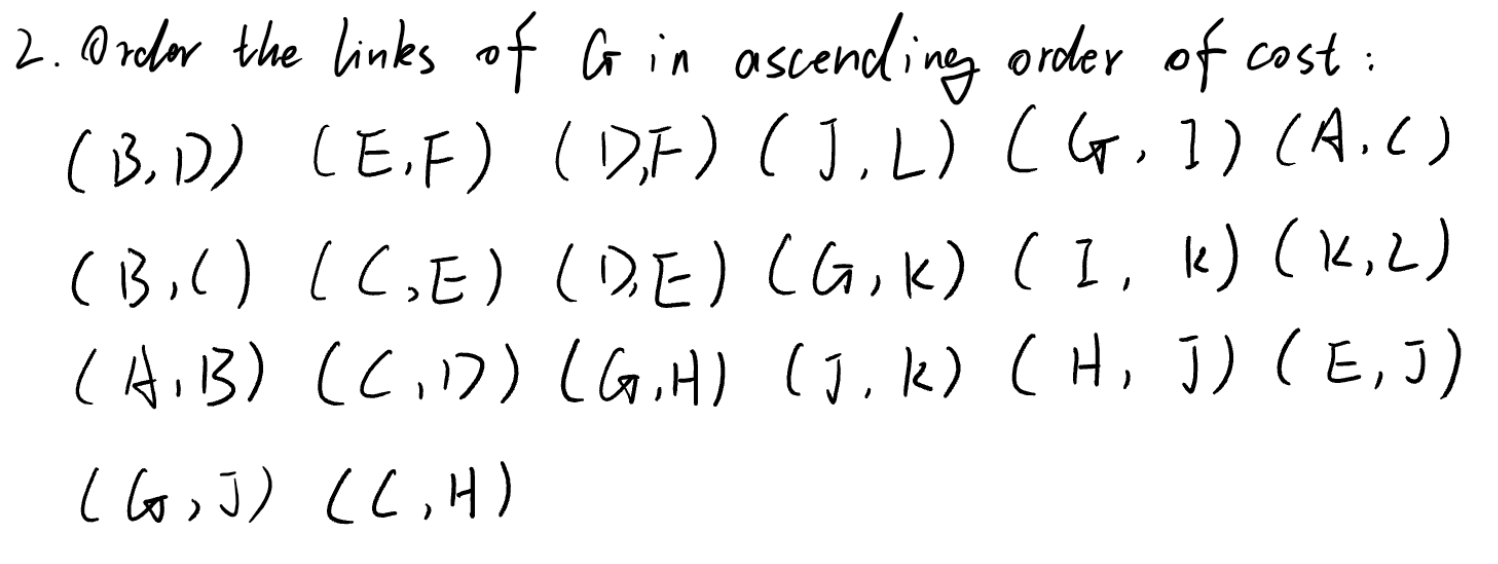 2. Order the links of G in ascending order of cost :
(B,D) (E,F) (D,F) (J,L) (G,I) (A,C)
(B,C) (C,E) (D,E) (G,K) (I,K) (K,L)
(A,B) (C,D) (G,H) (J,K) (H,J) (E,J)
(G,J) (C,H)